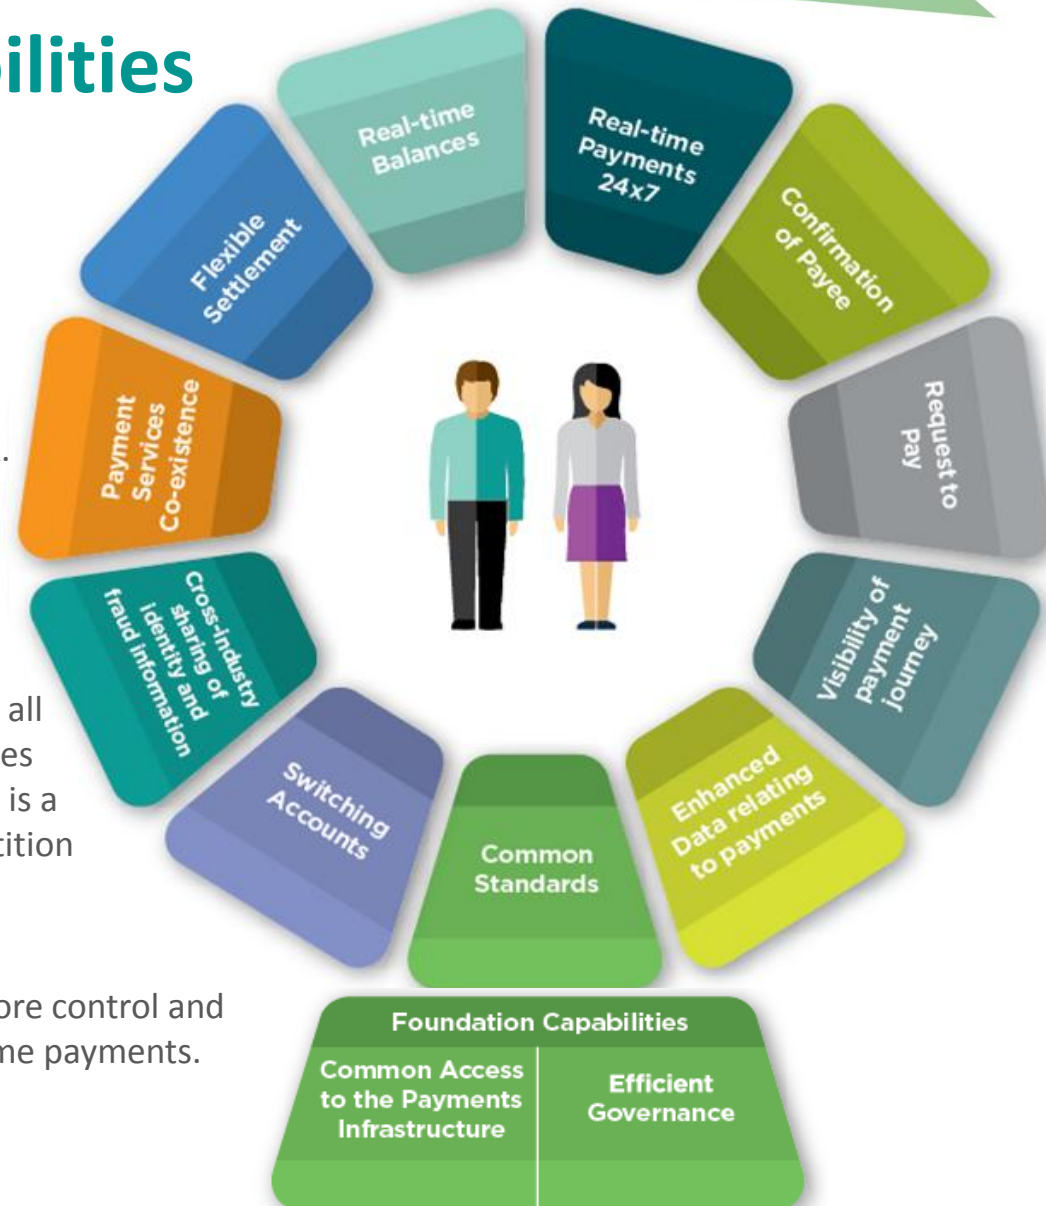 bilities
Real-time
Balances
Real-time
Payments
24x7
Confirmation
of Payee
Request to
Pay
Visibility of
payment
journey
Enhanced
Data relating
to payments
Common
Standards
Switching
Accounts
Cross-industry
sharing of
identity and
fraud information
Payment
Services
Co-existence
Flexible
Settlement
.
all
es
is a
tition
ore control and
me payments.
Foundation Capabilities
Common Access
to the Payments
Infrastructure
Efficient
Governance